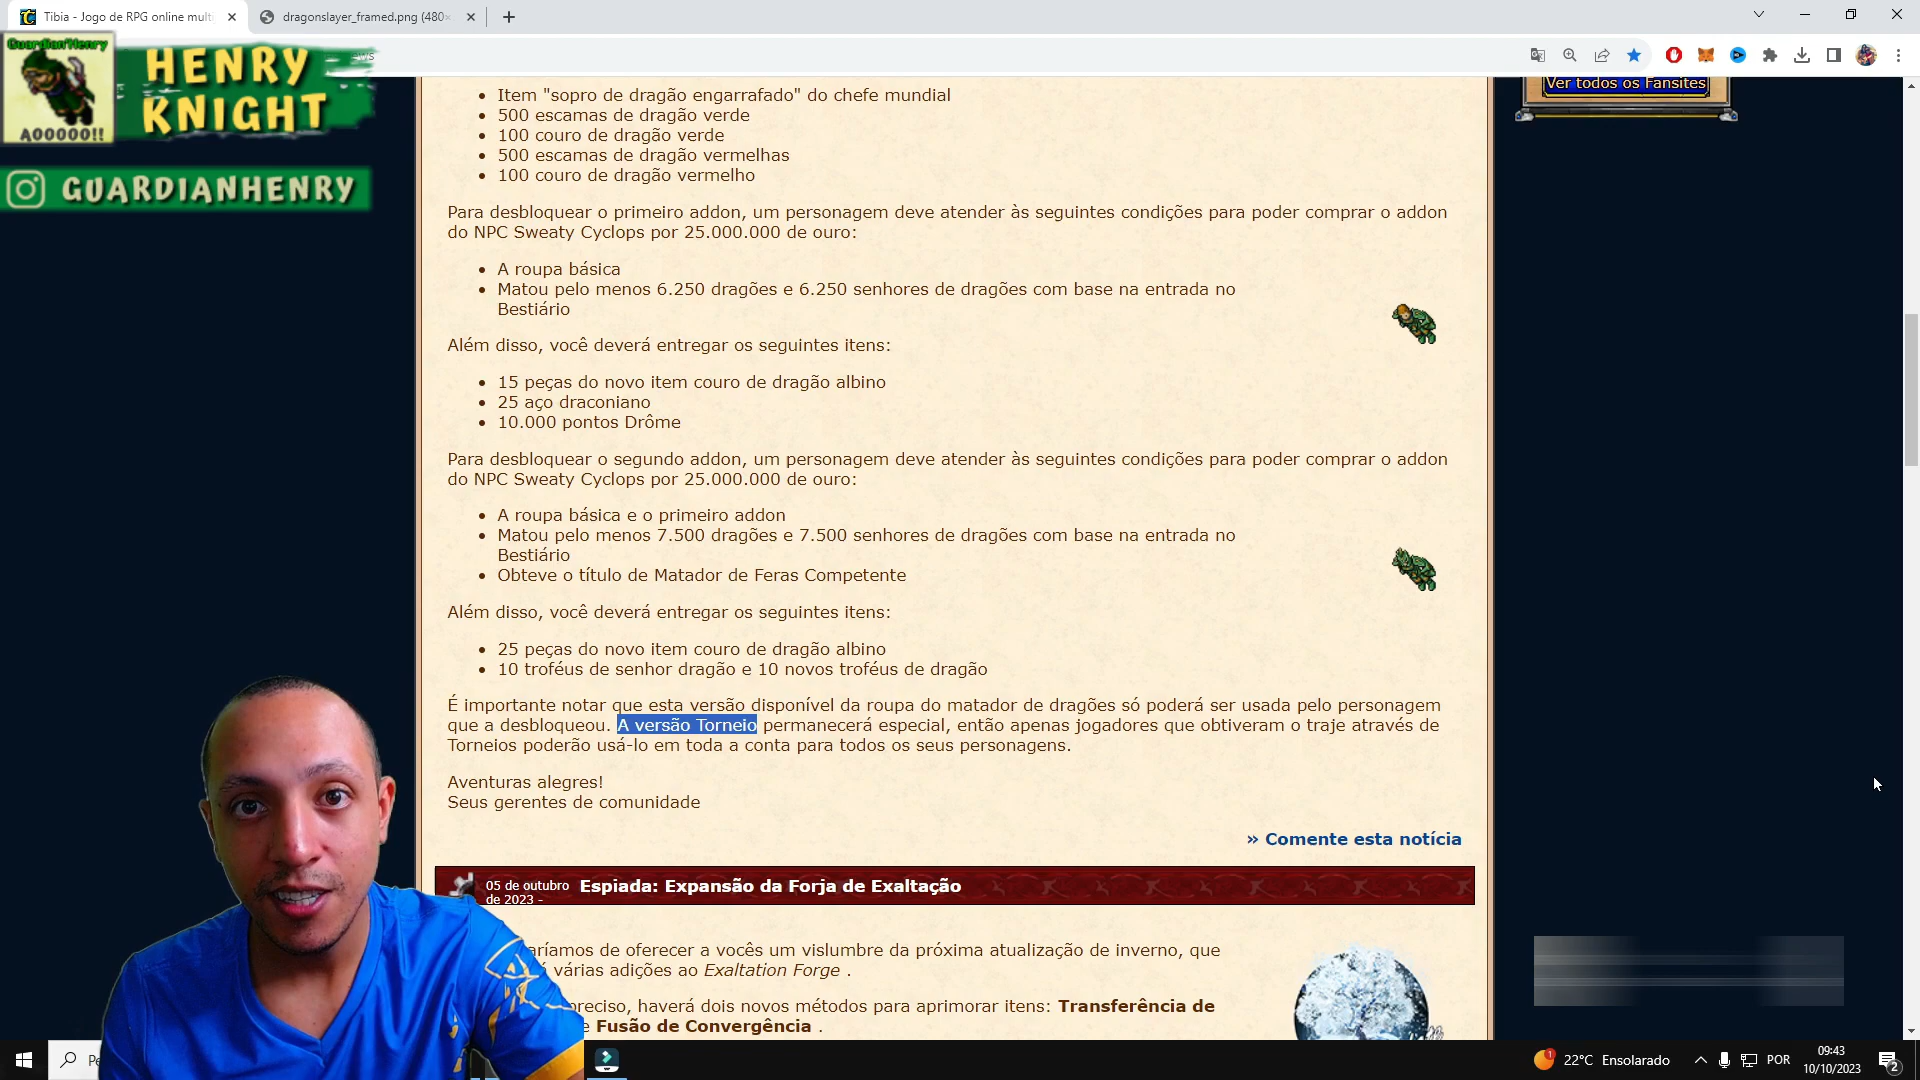 Tibia - Jogo de RPG online mult
dragonslayer_framed.png (480×
Guardian'Henry
A00000!!
HENRY
KNIGHT
GUARDIANHENRY
Ver todos os Fansites
• Item "sopro de dragão engarrafado" do chefe mundial
• 500 escamas de dragão verde
• 100 couro de dragão verde
• 500 escamas de dragão vermelhas
• 100 couro de dragão vermelho
Para desbloquear o primeiro addon, um personagem deve atender às seguintes condições para poder comprar o addon
do NPC Sweaty Cyclops por 25.000.000 de ouro:
• A roupa básica
• Matou pelo menos 6.250 dragões e 6.250 senhores de dragões com base na entrada no
Bestiário
Além disso, você deverá entregar os seguintes itens:
• 15 peças do novo item couro de dragão albino
• 25 aço draconiano
• 10.000 pontos Drôme
Para desbloquear o segundo addon, um personagem deve atender às seguintes condições para poder comprar o addon
do NPC Sweaty Cyclops por 25.000.000 de ouro:
• A roupa básica e o primeiro addon
• Matou pelo menos 7.500 dragões e 7.500 senhores de dragões com base na entrada no
Bestiário
• Obteve o título de Matador de Feras Competente
Além disso, você deverá entregar os seguintes itens:
• 25 peças do novo item couro de dragão albino
• 10 troféus de senhor dragão e 10 novos troféus de dragão
É importante notar que esta versão disponível da roupa do matador de dragões só poderá ser usada pelo personagem
que a desbloqueou. A versão Torneio permanecerá especial, então apenas jogadores que obtiveram o traje através de
Torneios poderão usá-lo em toda a conta para todos os seus personagens.
Aventuras alegres!
Seus gerentes de comunidade
» Comente esta notícia
05 de outubro
de 2023 -
Espiada: Expansão da Forja de Exaltação
aríamos de oferecer a vocês um vislumbre da próxima atualização de inverno, que
várias adições ao Exaltation Forge .
preciso, haverá dois novos métodos para aprimorar itens: Transferência de
e Fusão de Convergência .
Pe
1
22°C Ensolarado
POR
09:43
10/10/2023
2